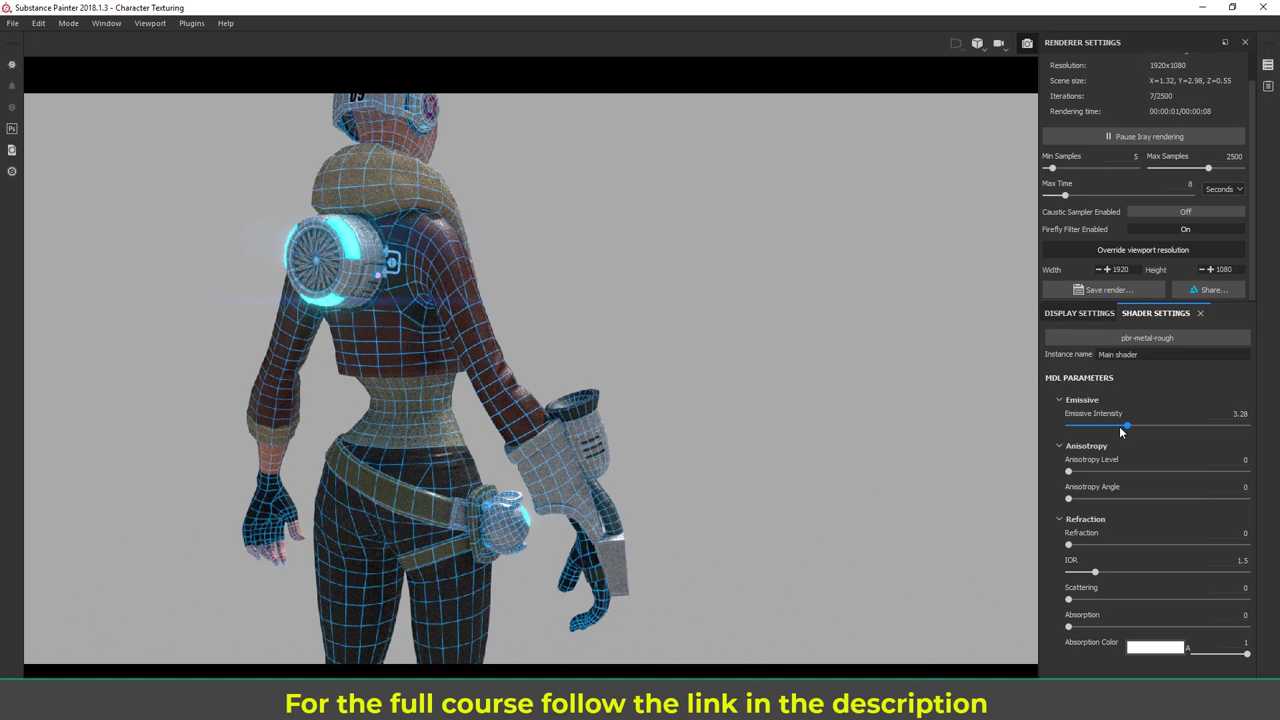 Substance Painter 2018.1.3 - Character Texturing
File Edit Mode Window Viewport Plugins Help
RENDERER SETTINGS
Resolution: 1920x1080
Scene size: X=1.32, Y=2.98, Z=0.55
Iterations: 7/2500
Rendering time: 00:00:01/00:00:08
Pause Iray rendering
Min Samples 5 Max Samples 2500
Max Time 8 Seconds
Caustic Sampler Enabled Off
Firefly Filter Enabled On
Override viewport resolution
Width 1920 Height 1080
Save render... Share...
DISPLAY SETTINGS SHADER SETTINGS
pbr-metal-rough
Instance name Main shader
MDL PARAMETERS
Emissive
Emissive Intensity 3.28
Anisotropy
Anisotropy Level 0
Anisotropy Angle 0
Refraction
Refraction 0
IOR 1.5
Scattering 0
Absorption 0
Absorption Color A 1
Ps
For the full course follow the link in the description